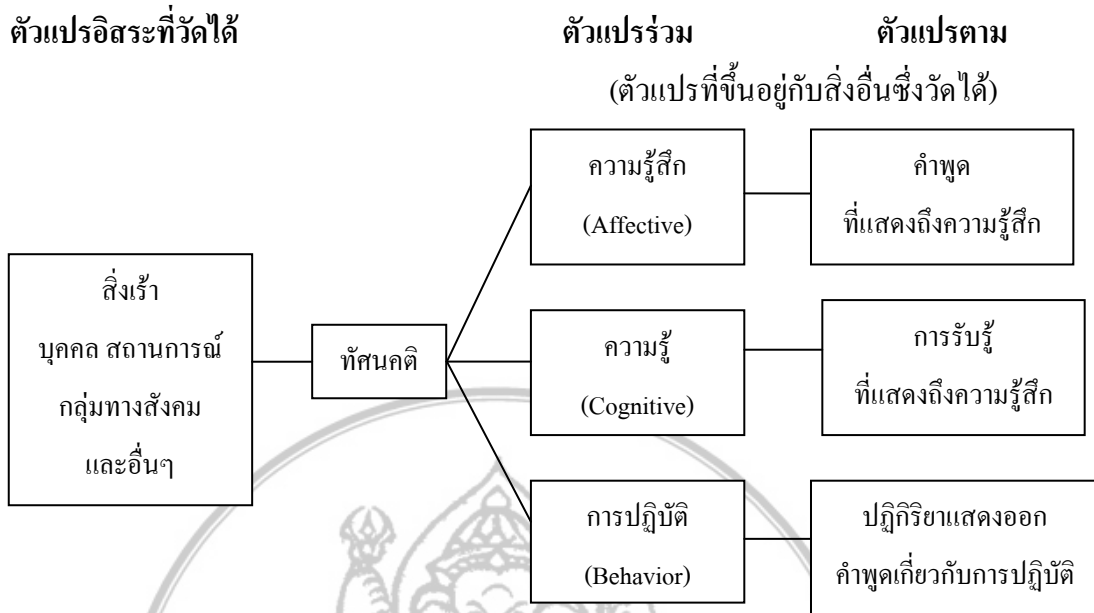 ตัวแปรอิสระที่วัดได้ ตัวแปรร่วม ตัวแปรตาม
(ตัวแปรที่ขึ้นอยู่กับสิ่งอื่นซึ่งวัดได้)
สิ่งเร้า
บุคคล สถานการณ์
กลุ่มทางสังคม
และอื่นๆ
ทัศนคติ
ความรู้สึก
(Affective)
คำพูด
ที่แสดงถึงความรู้สึก
ความรู้
(Cognitive)
การรับรู้
ที่แสดงถึงความรู้สึก
การปฏิบัติ
(Behavior)
ปฏิกิริยาแสดงออก
คำพูดเกี่ยวกับการปฏิบัติ